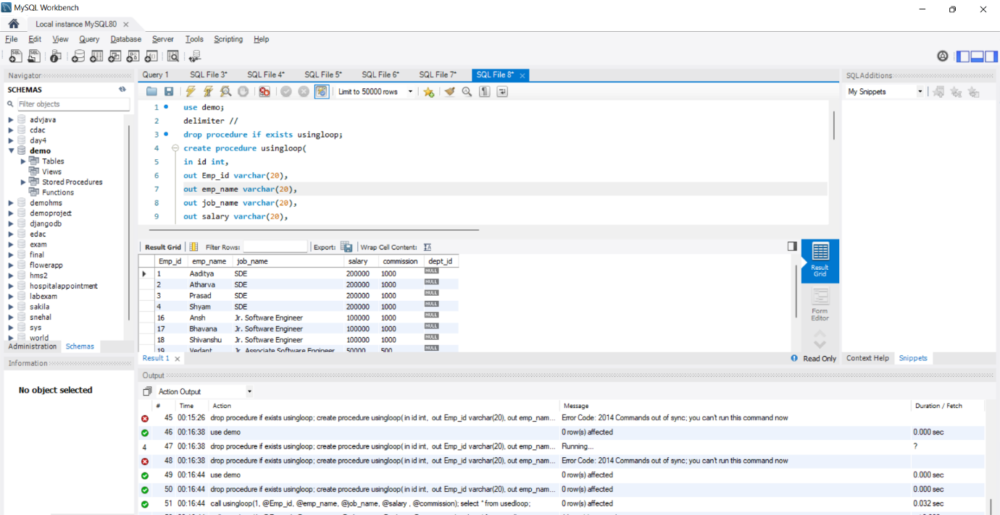 MySQL Workbench
Local instance MySQL80
File Edit View Query Database Server Tools Scripting Help
Navigator
SCHEMAS
Filter objects
advjava
cdac
day4
demo
Tables
Views
Stored Procedures
Functions
demohms
demoproject
djangodb
edac
exam
final
flowerapp
hms2
hospitalappointment
labexam
sakila
snehal
sys
world
Administration Schemas
Information
No object selected
Query 1 SQL File 3* SQL File 4* SQL File 5* SQL File 6* SQL File 7* SQL File 8*
Limit to 50000 rows
1 use demo;
2 delimiter //
3 drop procedure if exists usingloop;
4 create procedure usingloop(
5 in id int,
6 out Emp_id varchar(20),
7 out emp_name varchar(20),
8 out job_name varchar(20),
9 out salary varchar(20),
Result Grid Filter Rows: Export: Wrap Cell Content:
Emp_id emp_name job_name salary commission dept_id
1 Aaditya SDE 200000 1000 NULL
2 Atharva SDE 200000 1000 NULL
3 Prasad SDE 200000 1000 NULL
4 Shyam SDE 200000 1000 NULL
16 Ansh Jr. Software Engineer 100000 1000 NULL
17 Bhavana Jr. Software Engineer 100000 1000 NULL
18 Shivanshu Jr. Software Engineer 100000 1000 NULL
19 Vedant Jr. Associate Software Engineer 50000 500 NULL
Result Grid
Form Editor
Result 1
Read Only
SQLAdditions
My Snippets
Context Help Snippets
Output
Action Output
# Time Action Message Duration / Fetch
45 00:15:26 drop procedure if exists usingloop; create procedure usingloop( in id int, out Emp_id varchar(20), out emp_nam... Error Code: 2014 Commands out of sync; you can't run this command now
46 00:16:38 use demo 0 row(s) affected 0.000 sec
4 47 00:16:38 drop procedure if exists usingloop; create procedure usingloop( in id int, out Emp_id varchar(20), out emp_nam... Running... ?
48 00:16:38 drop procedure if exists usingloop; create procedure usingloop( in id int, out Emp_id varchar(20), out emp_nam... Error Code: 2014 Commands out of sync; you can't run this command now
49 00:16:44 use demo 0 row(s) affected 0.000 sec
50 00:16:44 drop procedure if exists usingloop; create procedure usingloop( in id int, out Emp_id varchar(20), out emp_nam... 0 row(s) affected 0.000 sec
51 00:16:44 call usingloop(1, @Emp_id, @emp_name, @job_name, @salary , @commission); select * from usedloop; 0 row(s) affected 0.032 sec